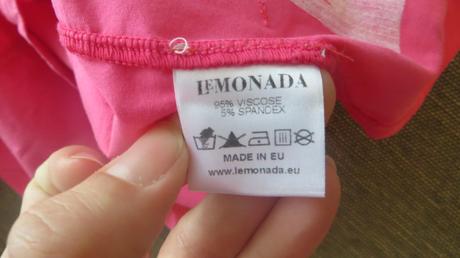 LEMONADA
95% VISCOSE
5% SPANDEX
MADE IN EU
www.lemonada.eu